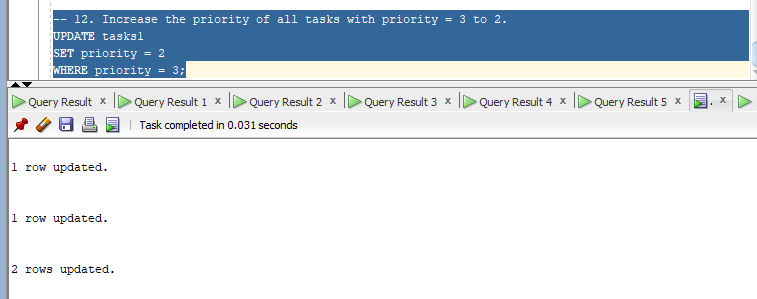 -- 12. Increase the priority of all tasks with priority = 3 to 2.
UPDATE tasks1
SET priority = 2
WHERE priority = 3;
Query Result x Query Result 1 x Query Result 2 x Query Result 3 x Query Result 4 x Query Result 5 x . x
Task completed in 0.031 seconds
1 row updated.
1 row updated.
2 rows updated.